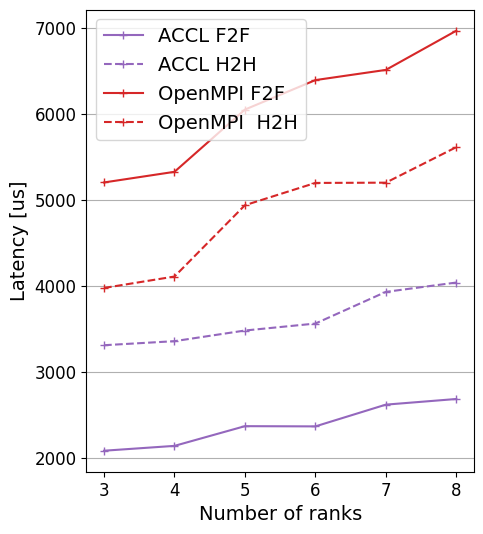 7000
6000
5000
4000
3000
2000
Latency [us]
ACCL F2F
ACCL H2H
OpenMPI F2F
OpenMPI  H2H
3 4 5 6 7 8
Number of ranks